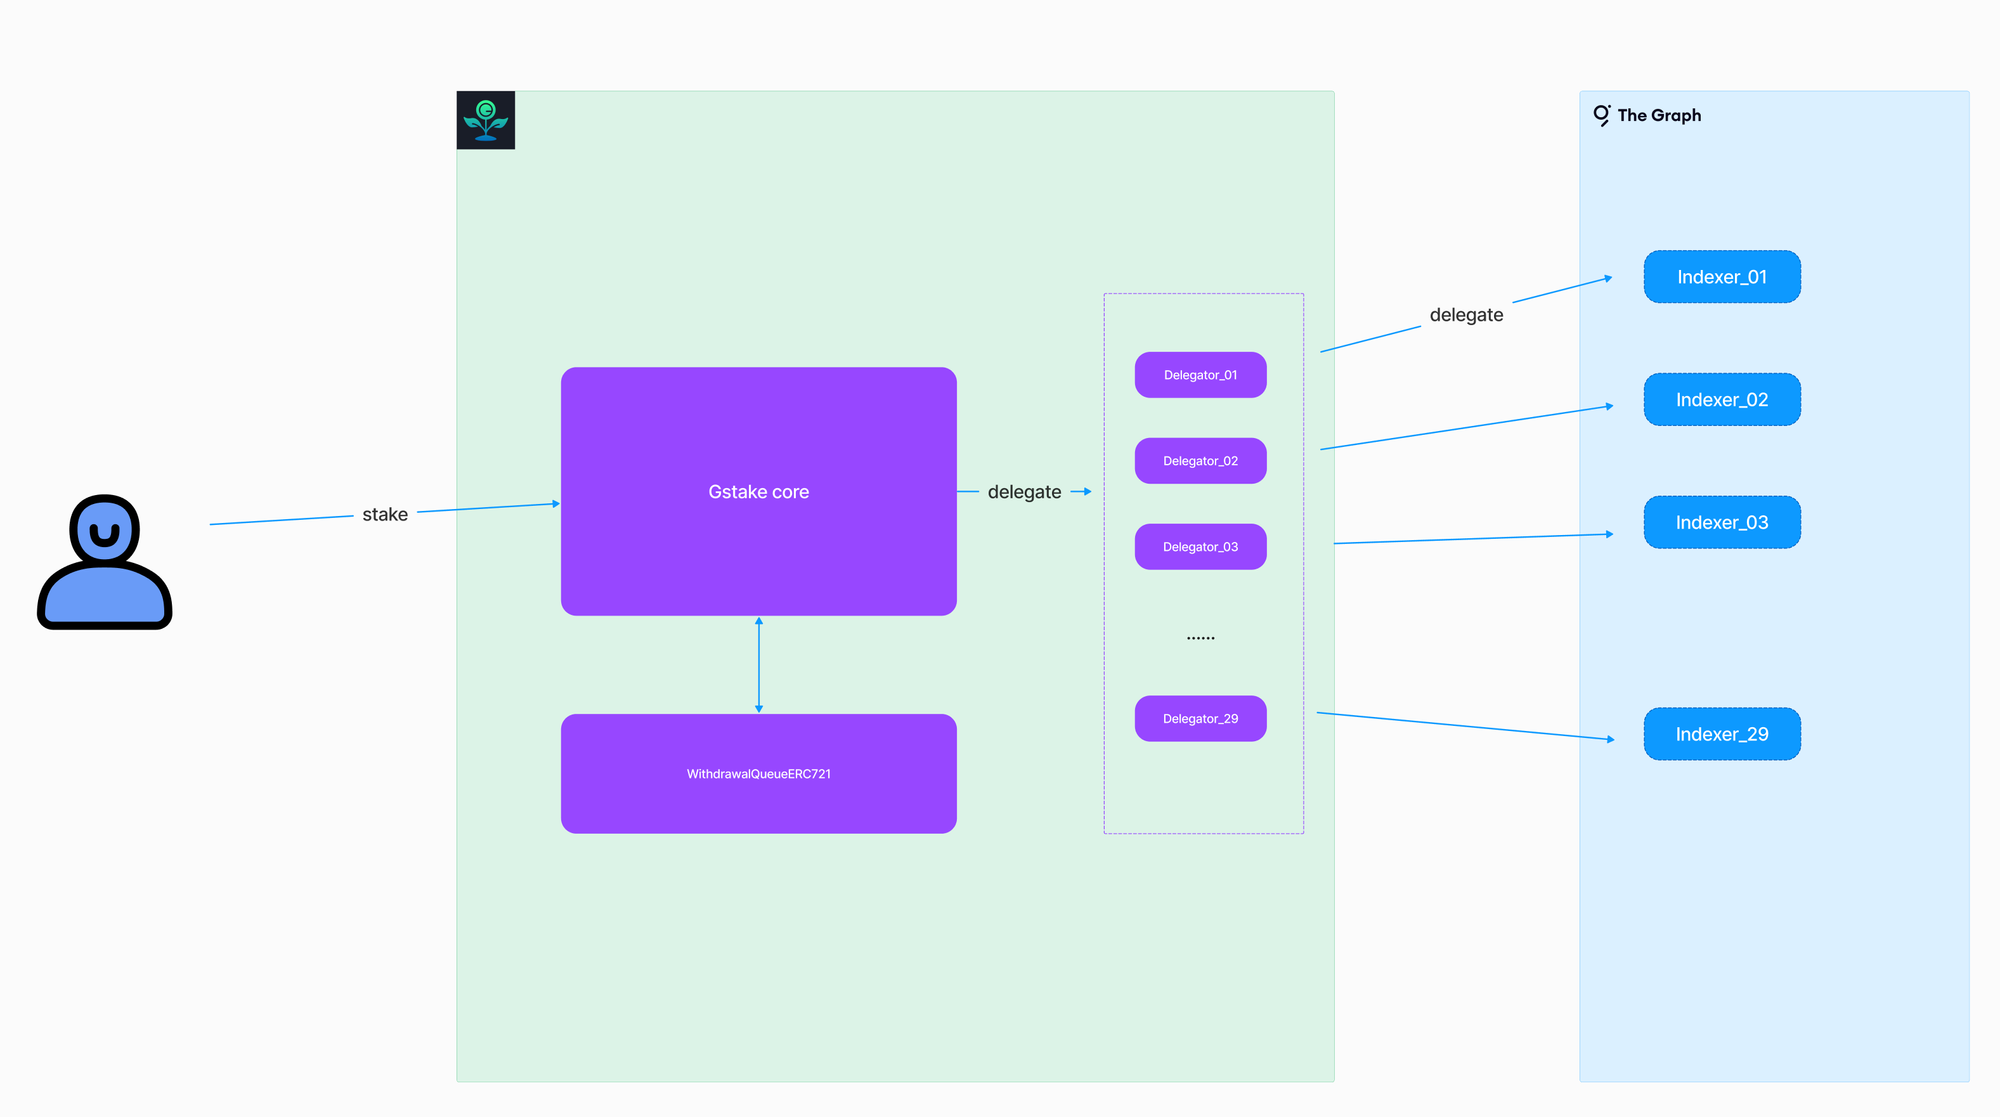 The Graph
stake
Gstake core
delegate
WithdrawalQueueERC721
Delegator_01
Delegator_02
Delegator_03
......
Delegator_29
delegate
Indexer_01
Indexer_02
Indexer_03
Indexer_29